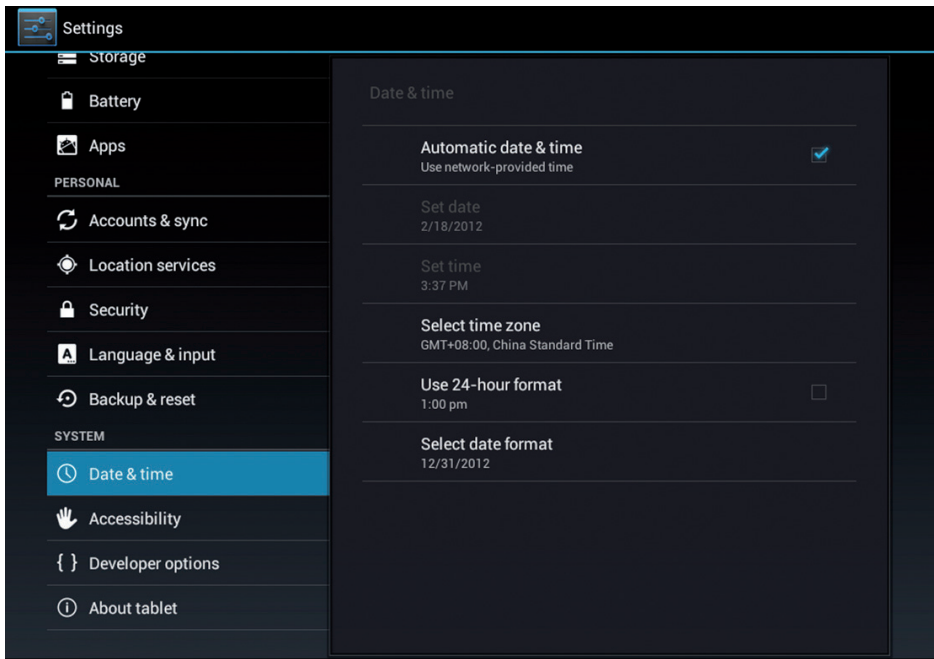 Settings
Storage
Battery
Apps
PERSONAL
Accounts & sync
Location services
Security
Language & input
Backup & reset
SYSTEM
Date & time
Accessibility
Developer options
About tablet
Date & time
Automatic date & time
Use network-provided time
Set date
2/18/2012
Set time
3:37 PM
Select time zone
GMT+08:00, China Standard Time
Use 24-hour format
1:00 pm
Select date format
12/31/2012